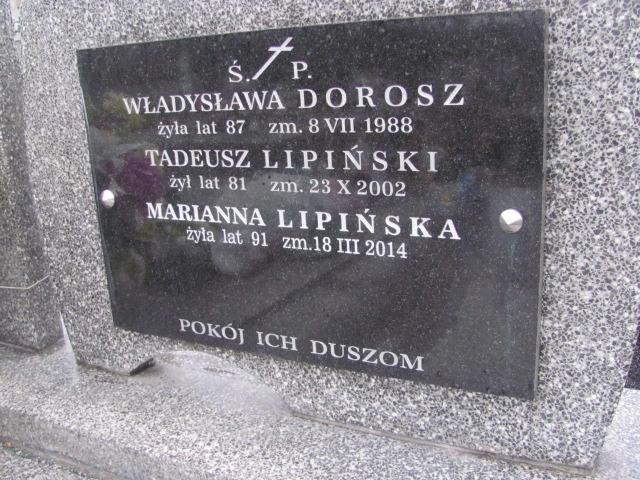 Ś. P.
WŁADYSŁAWA DOROSZ
żyła lat 87 zm. 8 VII 1988
TADEUSZ LIPIŃSKI
żył lat 81 zm. 23 X 2002
MARIANNA LIPIŃSKA
żyła lat 91 zm.18 III 2014
POKÓJ ICH DUSZOM